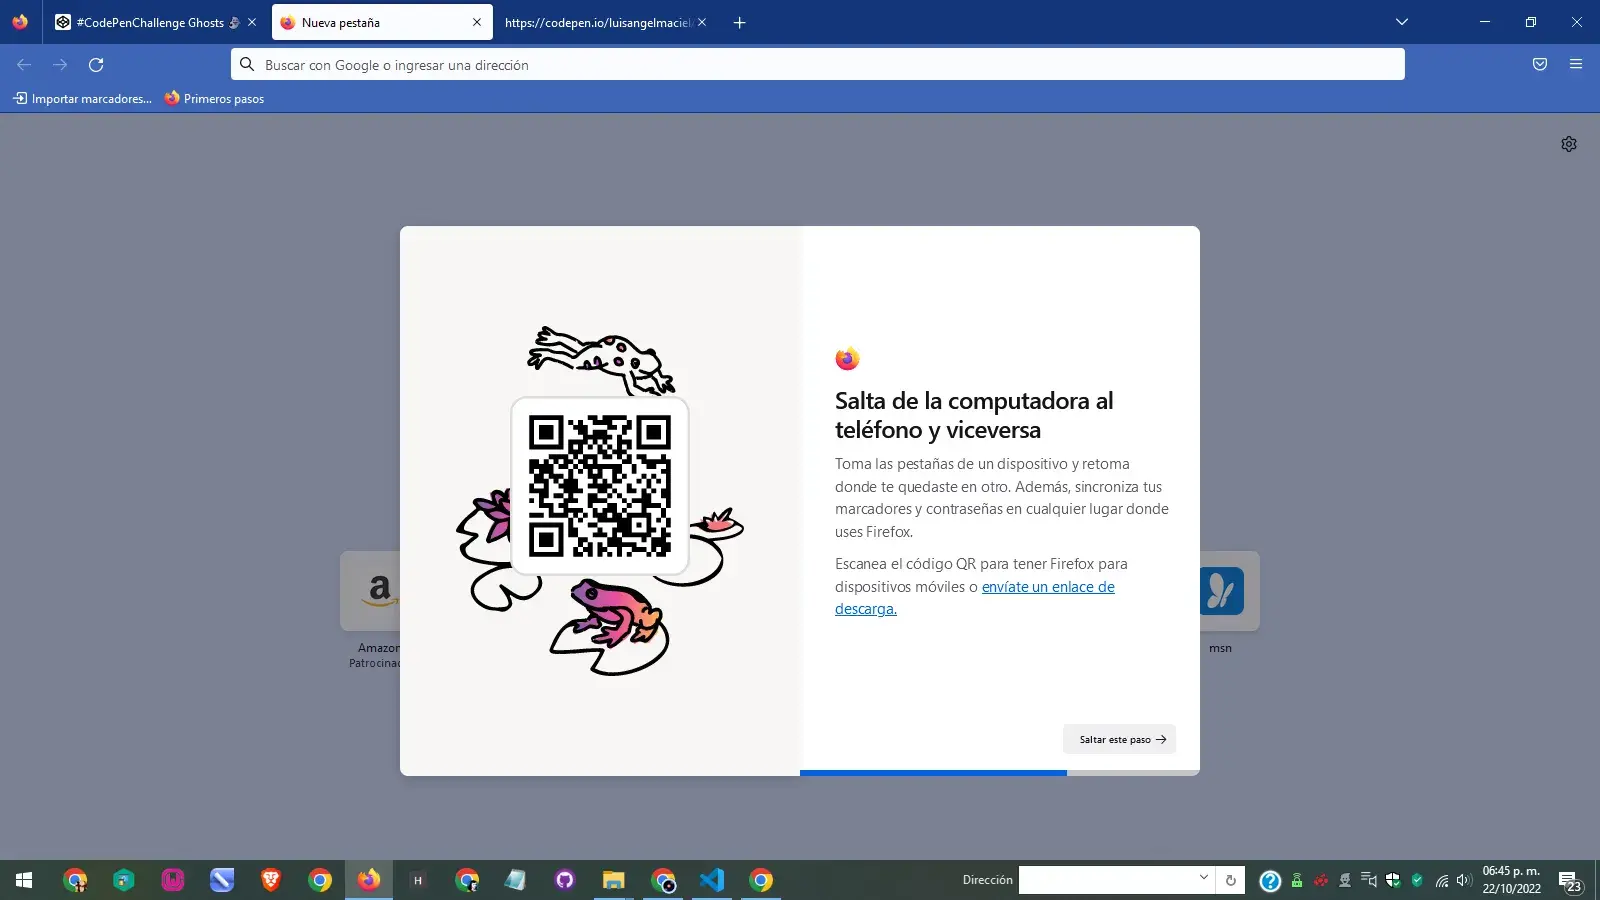 #CodePenChallenge Ghosts
Nueva pestaña
https://codepen.io/luisangelmaciel
Buscar con Google o ingresar una dirección
Importar marcadores...
Primeros pasos
Salta de la computadora al
teléfono y viceversa
Toma las pestañas de un dispositivo y retoma
donde te quedaste en otro. Además, sincroniza tus
marcadores y contraseñas en cualquier lugar donde
uses Firefox.
Escanea el código QR para tener Firefox para
dispositivos móviles o envíate un enlace de
descarga.
Amazon
Patrocinad
msn
Saltar este paso
Dirección
06:45 p. m.
22/10/2022
23